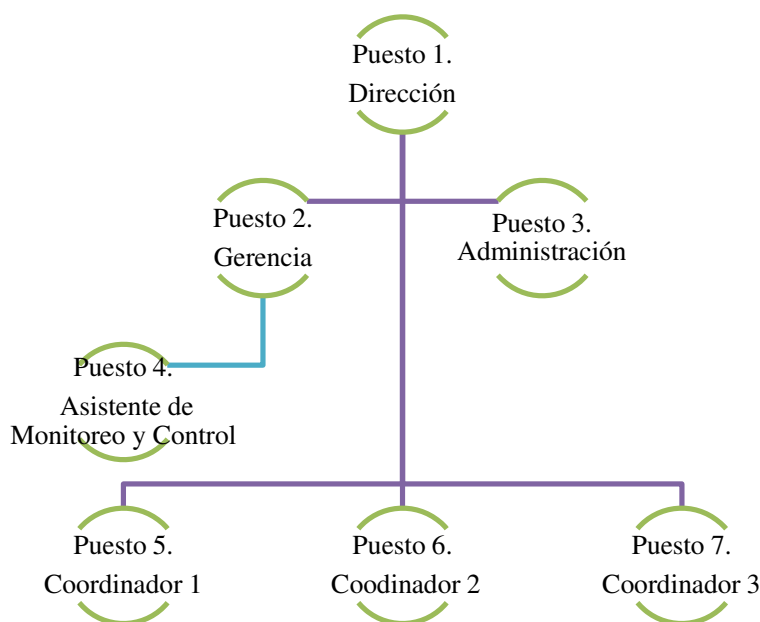 Puesto 1.
Dirección
Puesto 2.
Gerencia
Puesto 3.
Administración
Puesto 4.
Asistente de
Monitoreo y Control
Puesto 5.
Coordinador 1
Puesto 6.
Coodinador 2
Puesto 7.
Coordinador 3